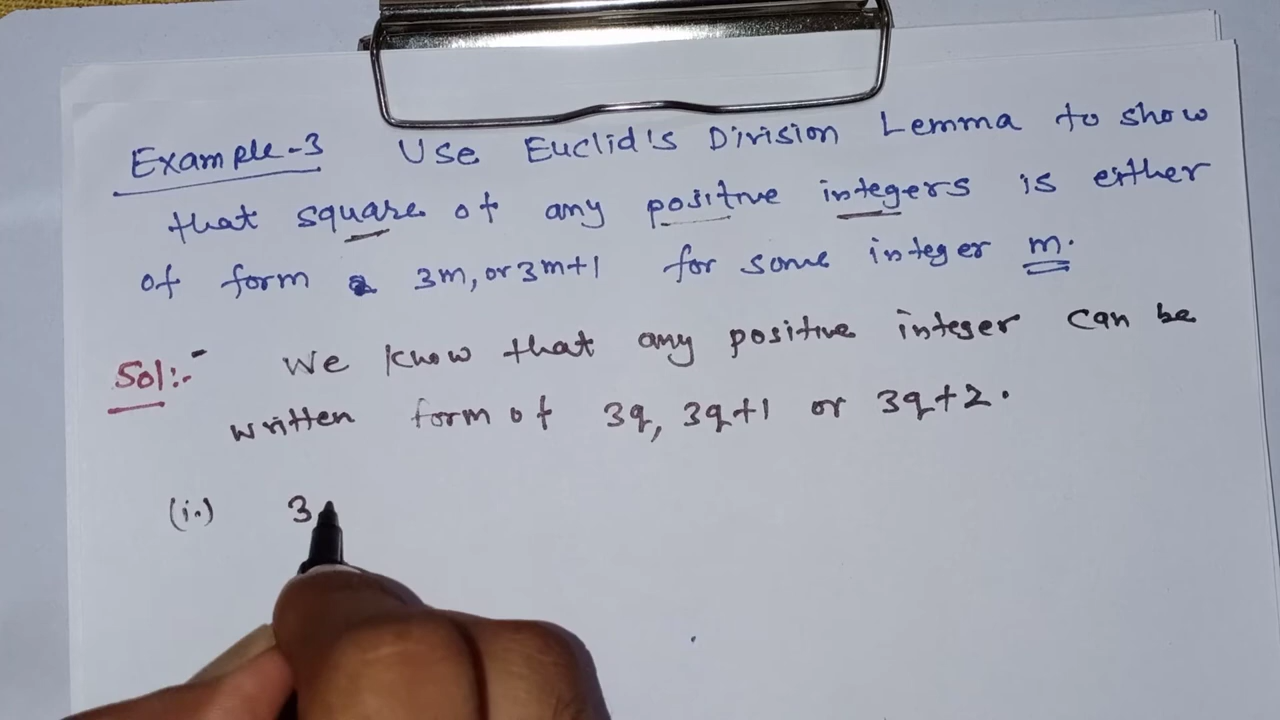 Example-3 Use Euclid's Division Lemma to show
that square of any positive integers is either
of form 3m, or 3m+1 for some integer m.
Sol:- We know that any positive integer can be
written form of 3q, 3q+1 or 3q+2.
(i.) 3